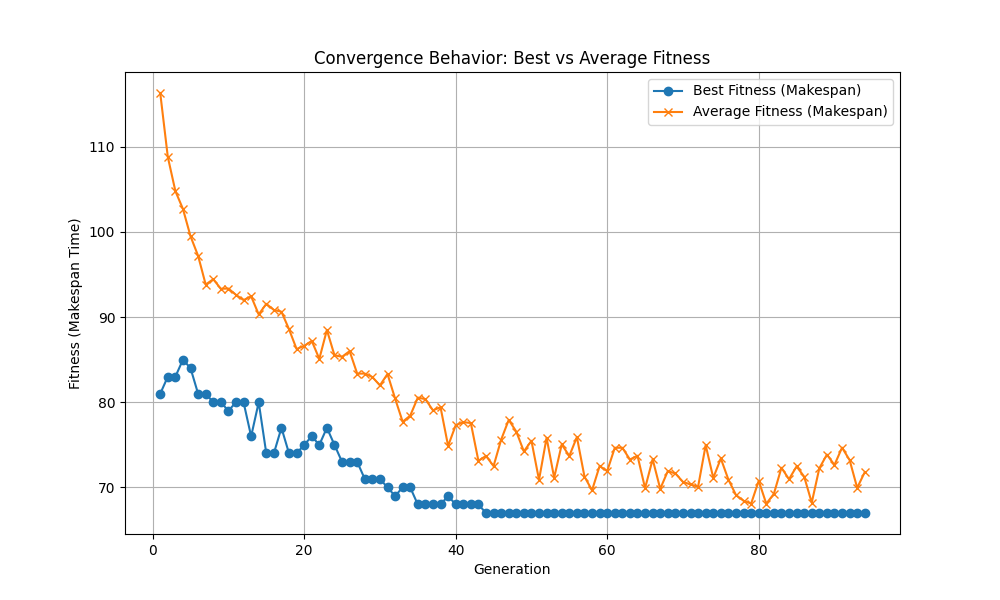 Convergence Behavior: Best vs Average Fitness
Best Fitness (Makespan)
Average Fitness (Makespan)
Fitness (Makespan Time)
110
100
90
80
70
0
20
40
60
80
Generation